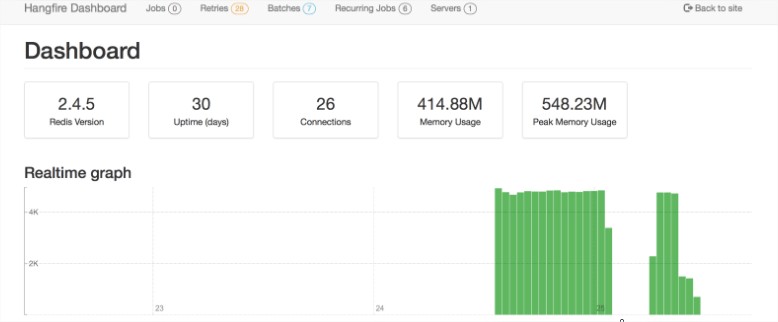 Hangfire Dashboard Jobs 0 Retries 28 Batches 7 Recurring Jobs 6 Servers 1 Back to site
Dashboard
2.4.5 30 26 414.88M 548.23M
Redis Version Uptime (days) Connections Memory Usage Peak Memory Usage
Realtime graph
4K
2K
23 24 25